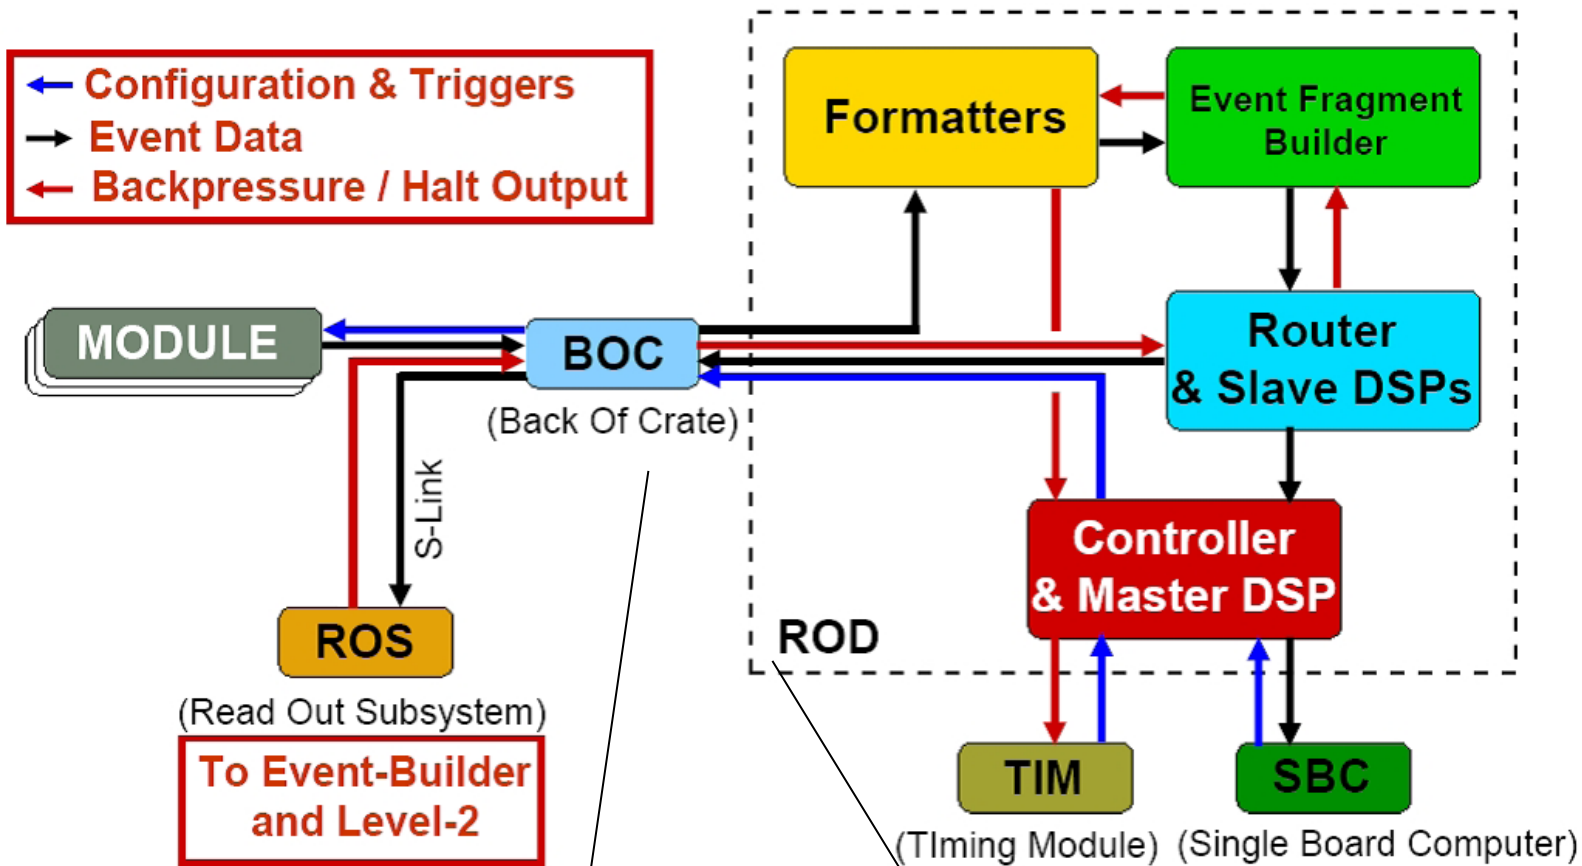 Configuration & Triggers
Event Data
Backpressure / Halt Output
Formatters
Event Fragment
Builder
MODULE
BOC
(Back Of Crate)
Router
& Slave DSPs
S-Link
Controller
& Master DSP
ROD
ROS
(Read Out Subsystem)
To Event-Builder
and Level-2
TIM
(TIming Module)
SBC
(Single Board Computer)